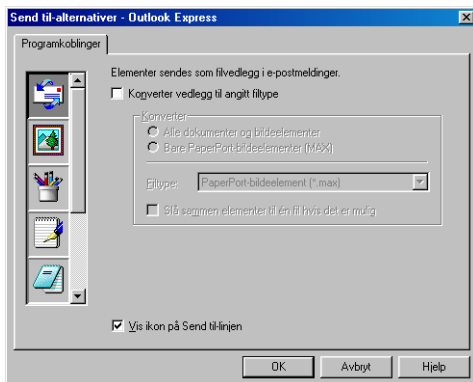 Send til-alternativer - Outlook Express
Programkoblinger
Elementer sendes som filvedlegg i e-postmeldinger.
Konverter vedlegg til angitt filtype
Konverter
Alle dokumenter og bildeelementer
Bare PaperPort-bildeelementer (MAX)
Filtype: PaperPort-bildeelement (*.max)
Slå sammen elementer til én fil hvis det er mulig
Vis ikon på Send til-linjen
OK Avbryt Hjelp